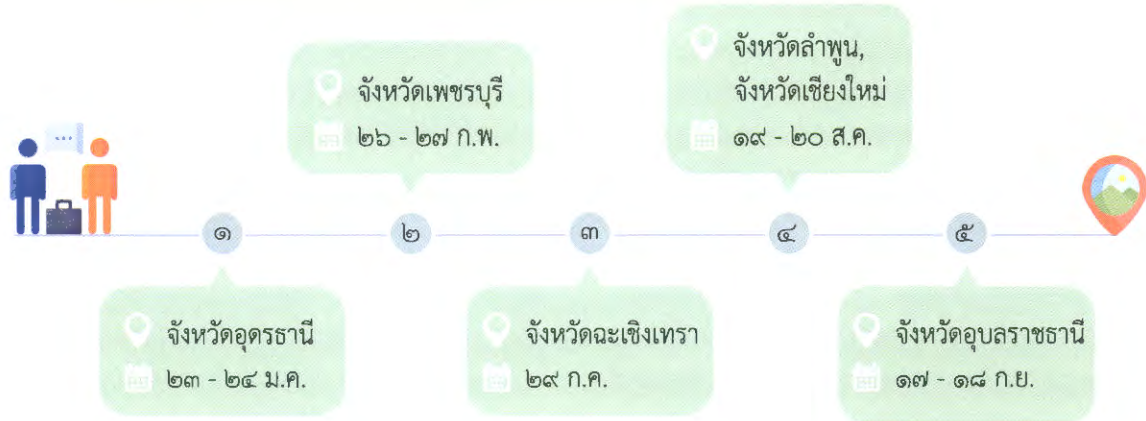 จังหวัดเพชรบุรี
๒๖ - ๒๗ ก.พ.
จังหวัดลำพูน,
จังหวัดเชียงใหม่
๑๙ - ๒๐ ส.ค.
๑
๒
๓
๔
๕
จังหวัดอุดรธานี
๒๓ - ๒๔ ม.ค.
จังหวัดฉะเชิงเทรา
๒๙ ก.ค.
จังหวัดอุบลราชธานี
๑๗ - ๑๘ ก.ย.